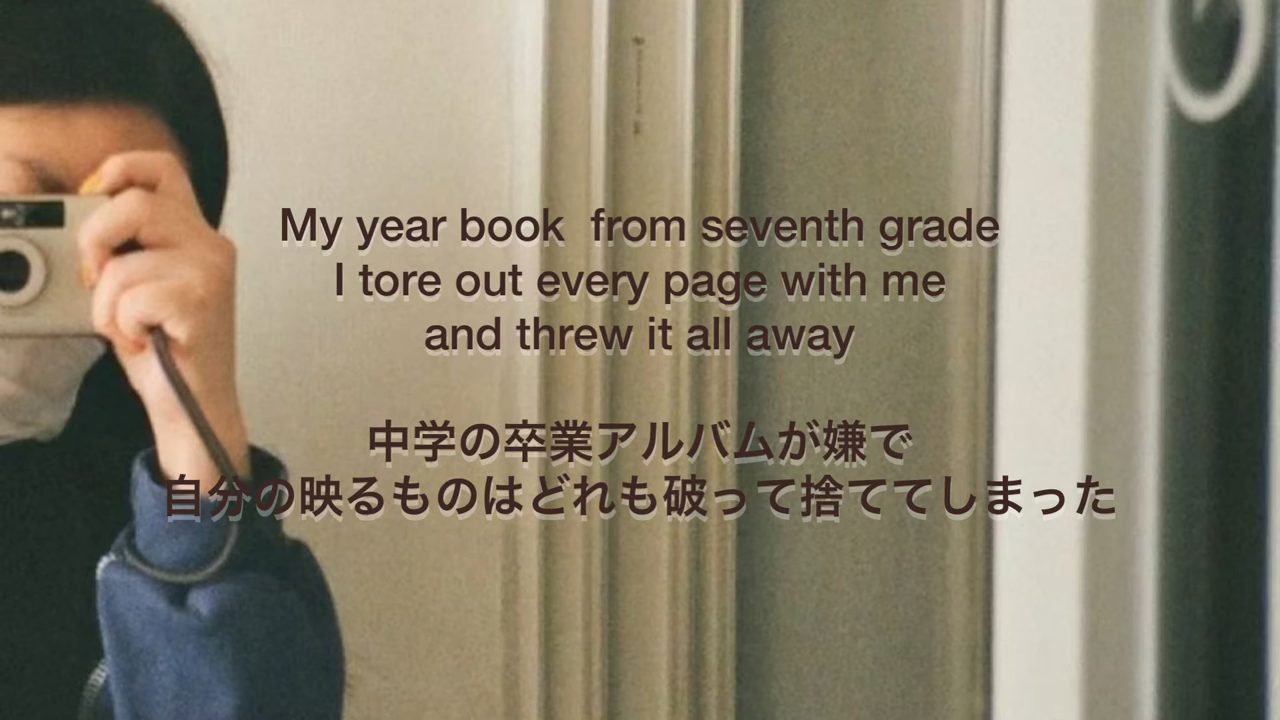 My year book  from seventh grade
I tore out every page with me
and threw it all away
中学の卒業アルバムが嫌で
自分の映るものはどれも破って捨ててしまった